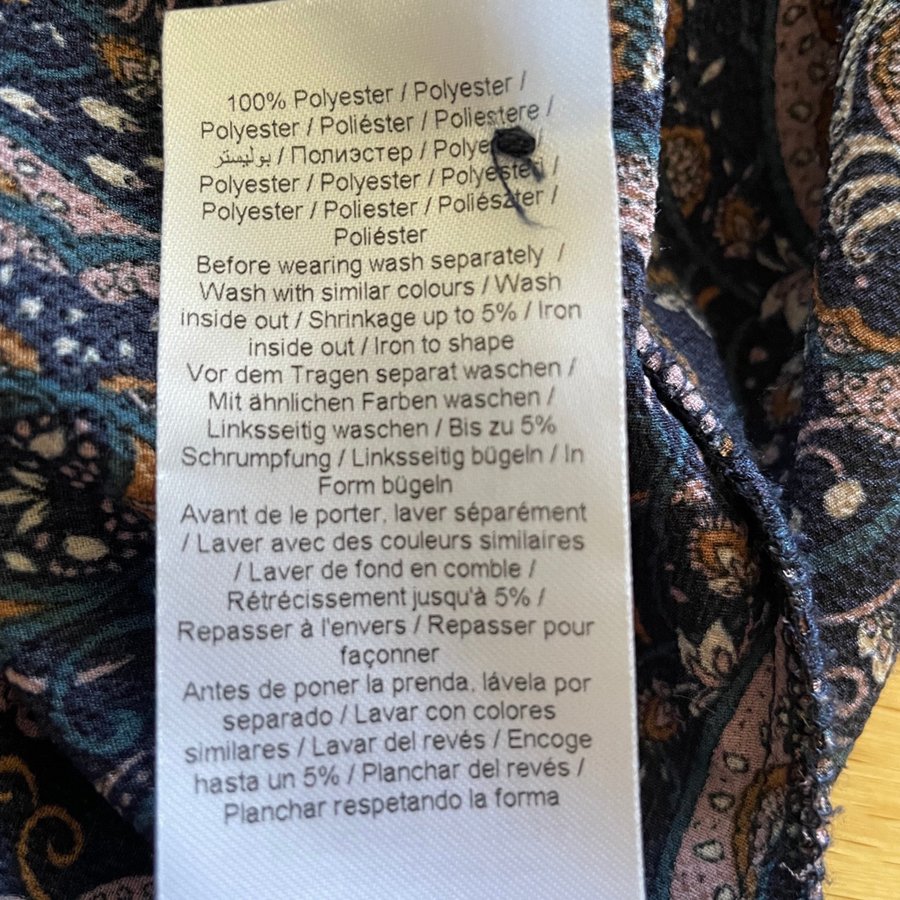 100% Polyester / Polyester /
Polyester / Poliéster / Poliestere /
بوليستر / Полиэстер / Polyester /
Polyester / Polyester / Polyesteri /
Polyester / Poliester / Poliészter /
Poliéster
Before wearing wash separately /
Wash with similar colours / Wash
inside out / Shrinkage up to 5% / Iron
inside out / Iron to shape
Vor dem Tragen separat waschen /
Mit ähnlichen Farben waschen /
Linksseitig waschen / Bis zu 5%
Schrumpfung / Linksseitig bügeln / In
Form bügeln
Avant de le porter, laver séparément
/ Laver avec des couleurs similaires
/ Laver de fond en comble /
Rétrécissement jusqu'à 5% /
Repasser à l'envers / Repasser pour
façonner
Antes de poner la prenda, lávela por
separado / Lavar con colores
similares / Lavar del revés / Encoge
hasta un 5% / Planchar del revés /
Planchar respetando la forma